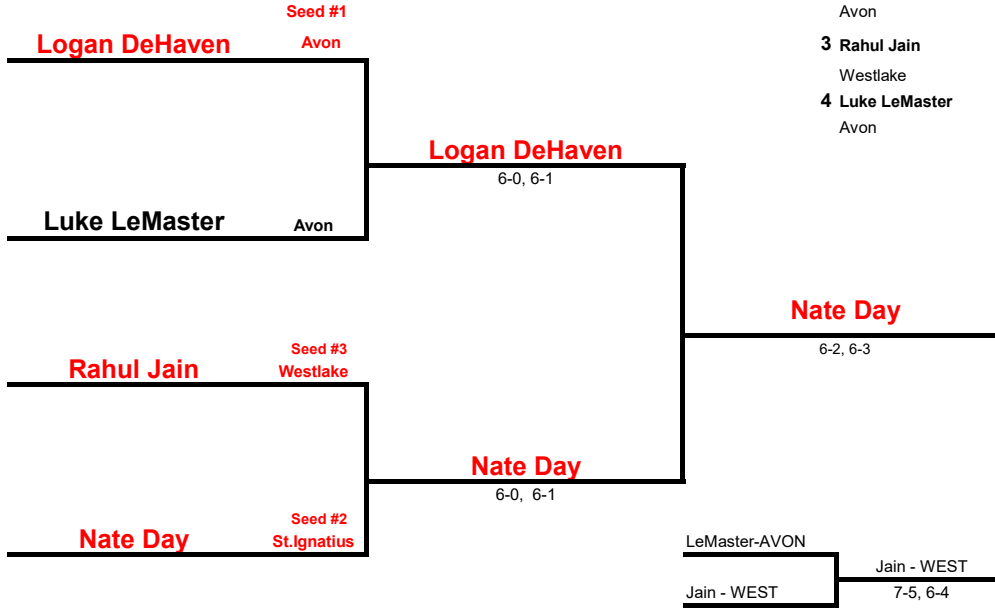 Seed #1
Logan DeHaven Avon
Avon
3 Rahul Jain
Westlake
4 Luke LeMaster
Avon
Logan DeHaven
6-0, 6-1
Luke LeMaster Avon
Nate Day
6-2, 6-3
Seed #3
Rahul Jain Westlake
Nate Day
6-0, 6-1
Seed #2
Nate Day St.Ignatius
LeMaster-AVON
Jain - WEST
Jain - WEST
7-5, 6-4